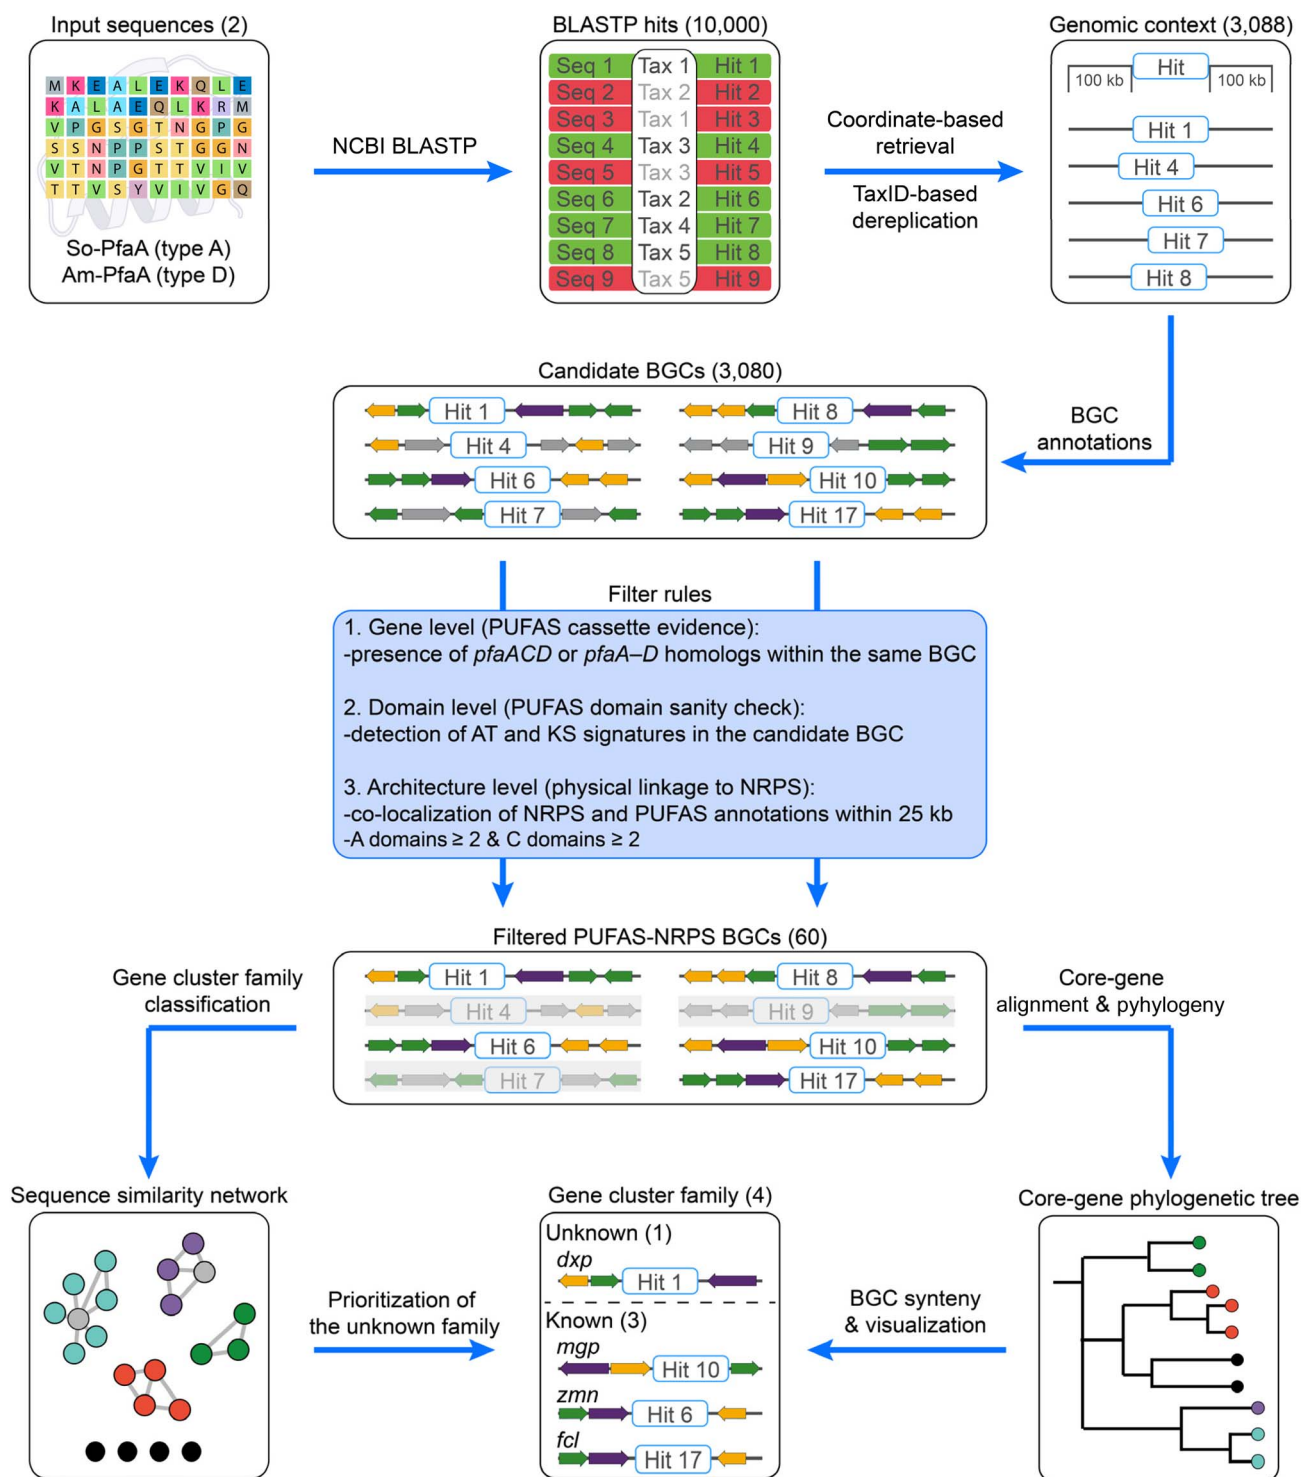 Input sequences (2)
M K E A L E K Q L E
K A L A E Q L K R M
V P G S G T N G P G
S S N P P S T G G N
V T N P G T T V I V
T T V S Y V I V G Q
So-PfaA (type A)
Am-PfaA (type D)
NCBI BLASTP
BLASTP hits (10,000)
Seq 1 Tax 1 Hit 1
Seq 2 Tax 2 Hit 2
Seq 3 Tax 1 Hit 3
Seq 4 Tax 3 Hit 4
Seq 5 Tax 3 Hit 5
Seq 6 Tax 2 Hit 6
Seq 7 Tax 4 Hit 7
Seq 8 Tax 5 Hit 8
Seq 9 Tax 5 Hit 9
Coordinate-based
retrieval
TaxID-based
dereplication
Genomic context (3,088)
100 kb Hit 100 kb
Hit 1
Hit 4
Hit 6
Hit 7
Hit 8
BGC
annotations
Candidate BGCs (3,080)
Hit 1 Hit 8
Hit 4 Hit 9
Hit 6 Hit 10
Hit 7 Hit 17
Filter rules
1. Gene level (PUFAS cassette evidence):
-presence of pfaACD or pfaA–D homologs within the same BGC
2. Domain level (PUFAS domain sanity check):
-detection of AT and KS signatures in the candidate BGC
3. Architecture level (physical linkage to NRPS):
-co-localization of NRPS and PUFAS annotations within 25 kb
-A domains ≥ 2 & C domains ≥ 2
Filtered PUFAS-NRPS BGCs (60)
Hit 1 Hit 8
Hit 4 Hit 9
Hit 6 Hit 10
Hit 7 Hit 17
Gene cluster family
classification
Core-gene
alignment & pyhylogeny
Sequence similarity network
Prioritization of
the unknown family
Gene cluster family (4)
Unknown (1)
dxp
Hit 1
Known (3)
mgp
Hit 10
zmn
Hit 6
fcl
Hit 17
BGC synteny
& visualization
Core-gene phylogenetic tree